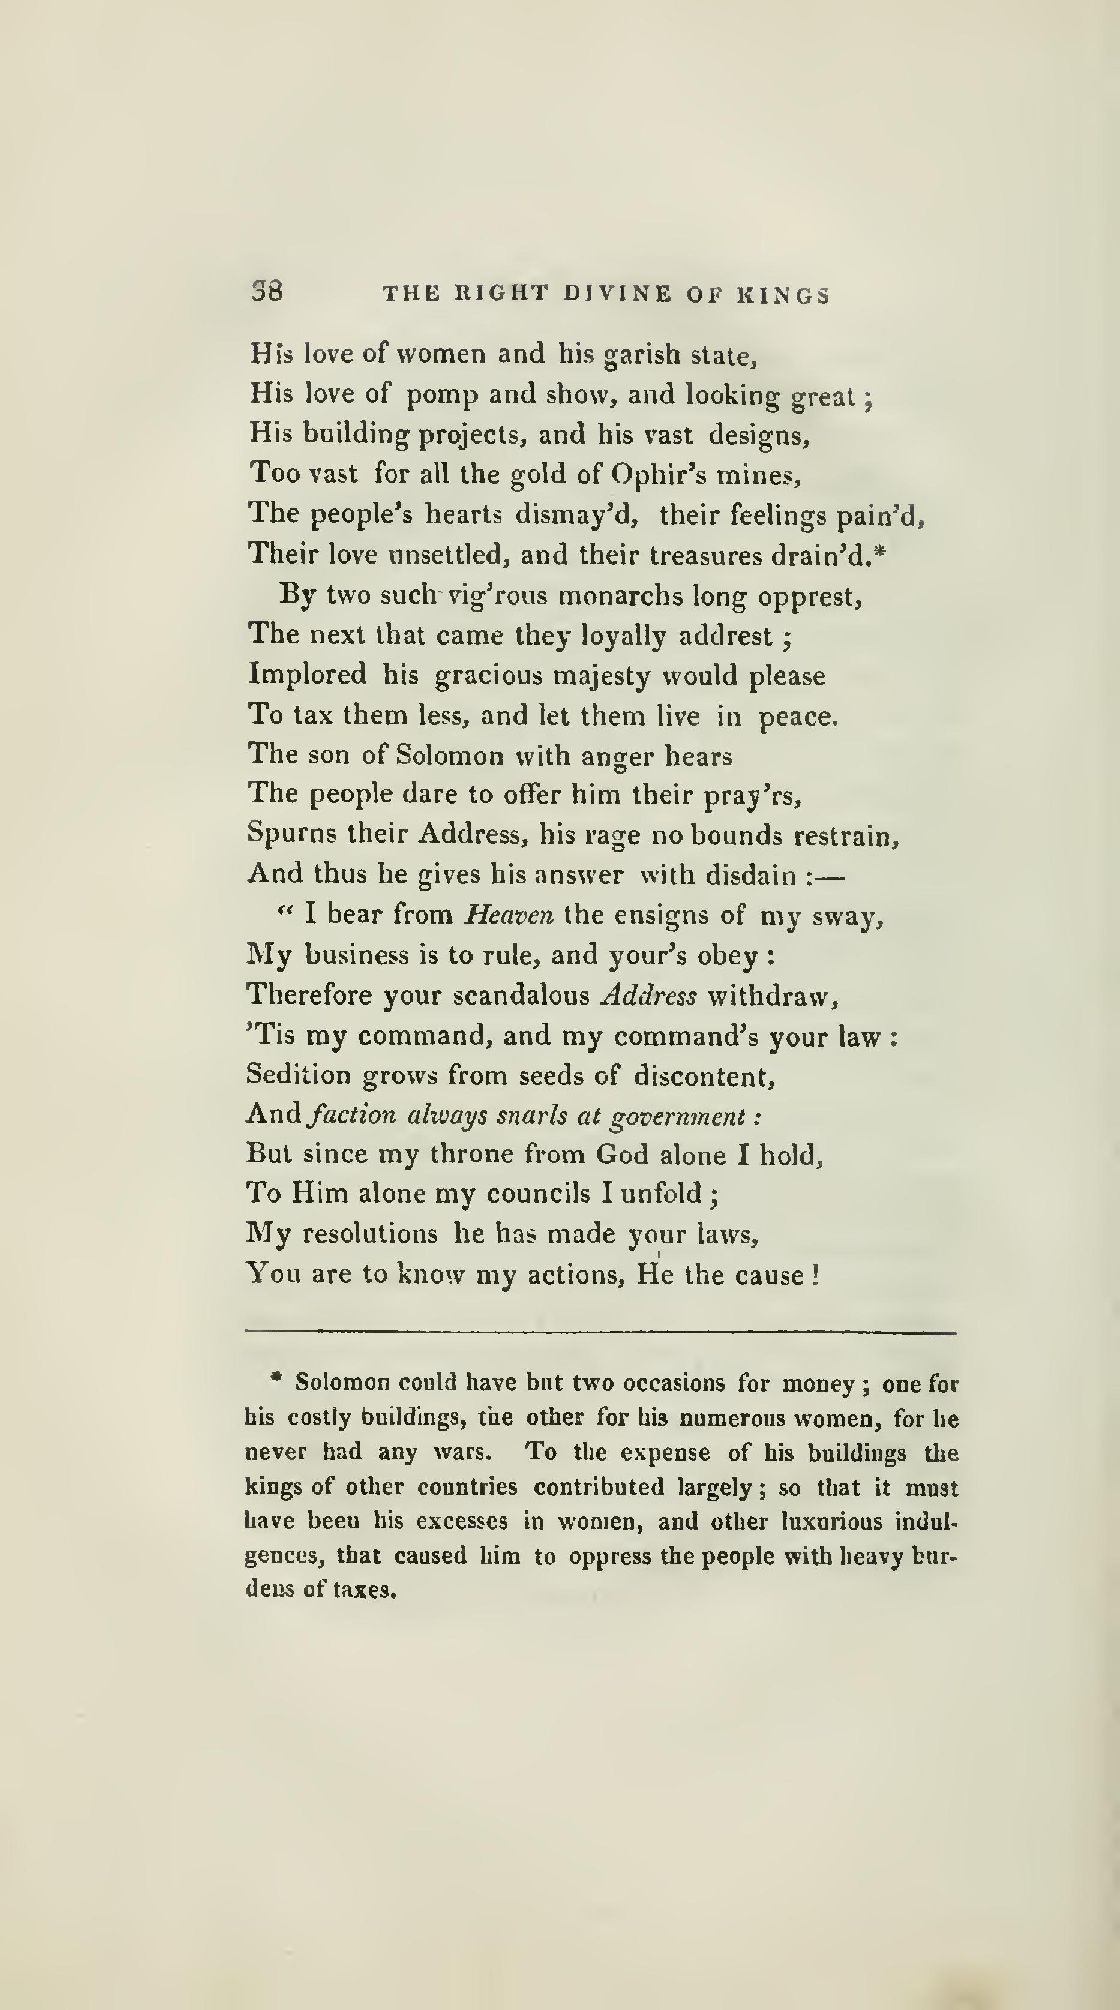 38 THE RIGHT DIVINE OF KINGS
His love of women and his garish state,
His love of pomp and show, and looking great ;
His building projects, and his vast designs,
Too vast for all the gold of Ophir's mines,
The people's hearts dismay'd, their feelings pain'd,
Their love unsettled, and their treasures drain'd.*
By two such vig'rous monarchs long opprest,
The next that came they loyally addrest ;
Implored his gracious majesty would please
To tax them less, and let them live in peace.
The son of Solomon with anger hears
The people dare to offer him their pray'rs,
Spurns their Address, his rage no bounds restrain,
And thus he gives his answer with disdain :—
“ I bear from Heaven the ensigns of my sway,
My business is to rule, and your's obey :
Therefore your scandalous Address withdraw,
'Tis my command, and my command's your law :
Sedition grows from seeds of discontent,
And faction always snarls at government :
But since my throne from God alone I hold,
To Him alone my councils I unfold ;
My resolutions he has made your laws,
You are to know my actions, He the cause !
* Solomon could have but two occasions for money ; one for
his costly buildings, the other for his numerous women, for he
never had any wars. To the expense of his buildings the
kings of other countries contributed largely ; so that it must
have been his excesses in women, and other luxurious indul-
gences, that caused him to oppress the people with heavy bur-
dens of taxes.